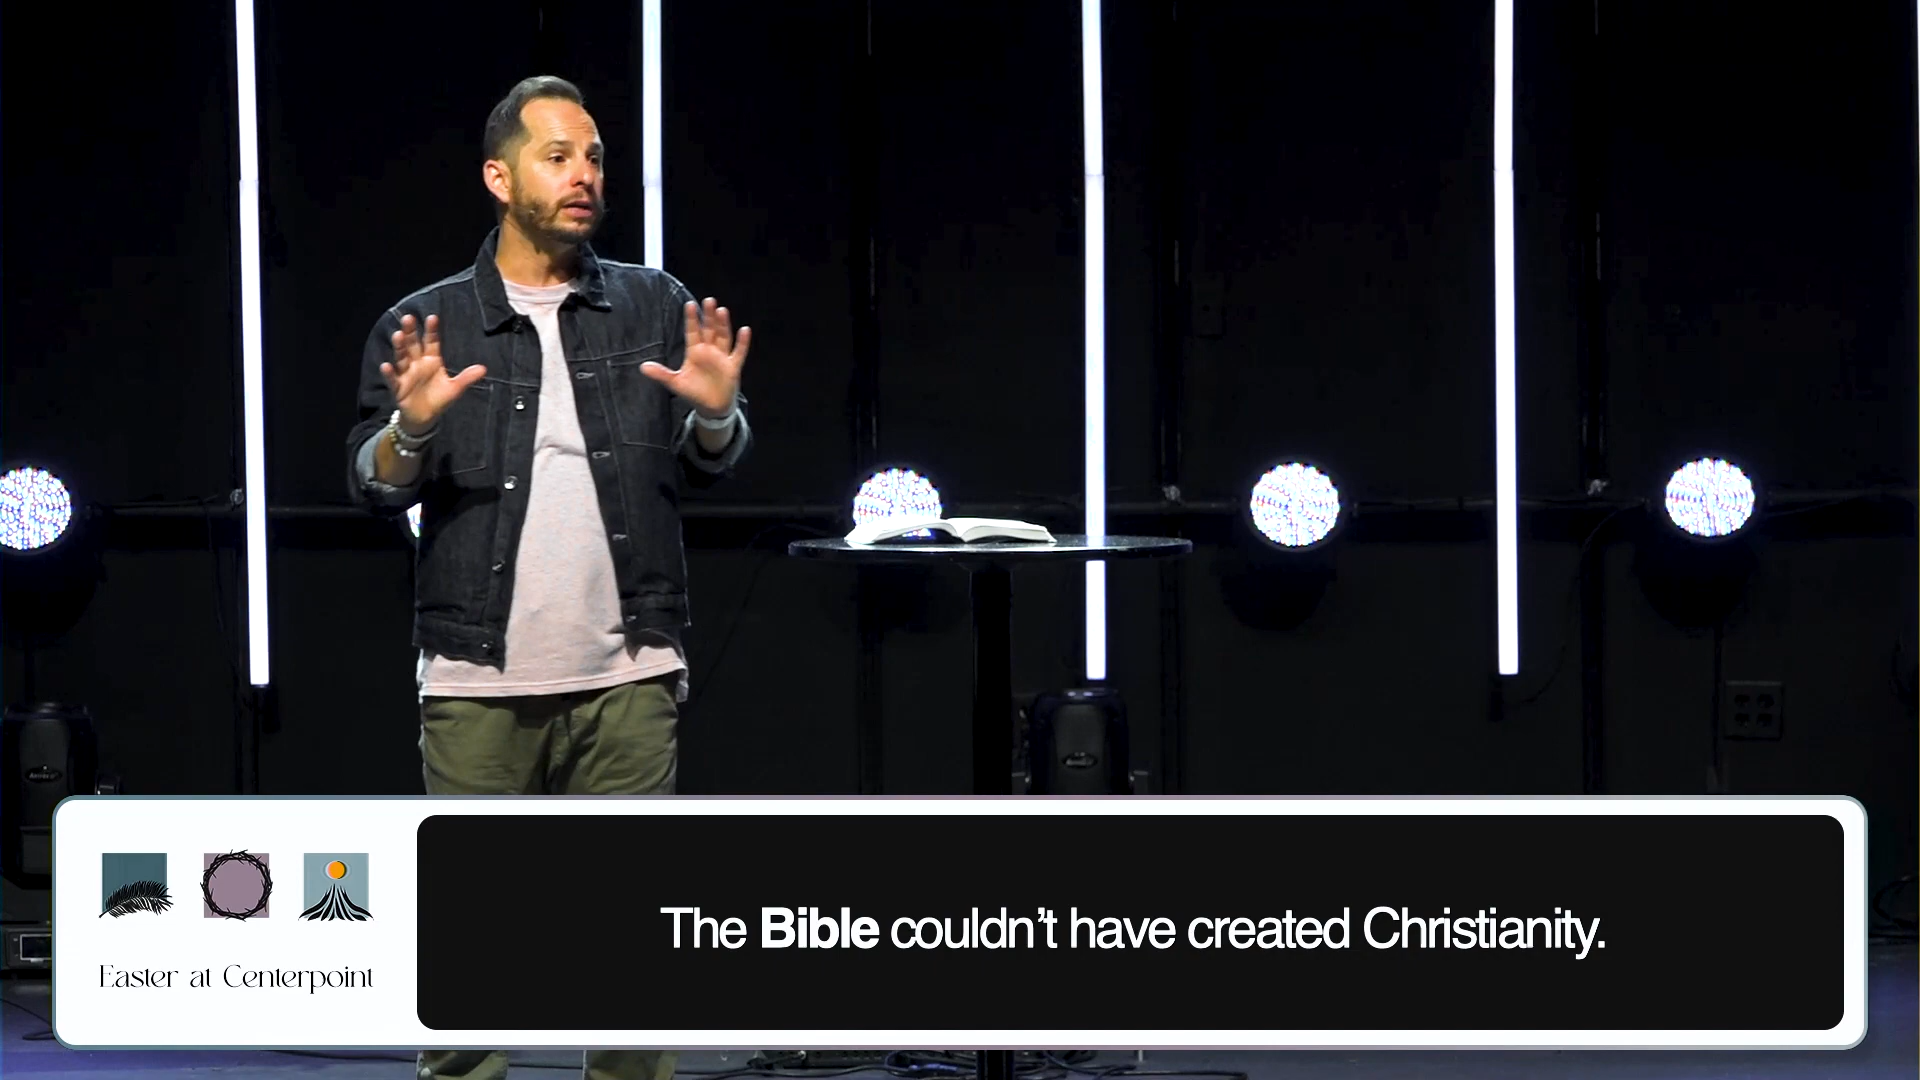 The Bible couldn't have created Christianity.
Easter at Centerpoint